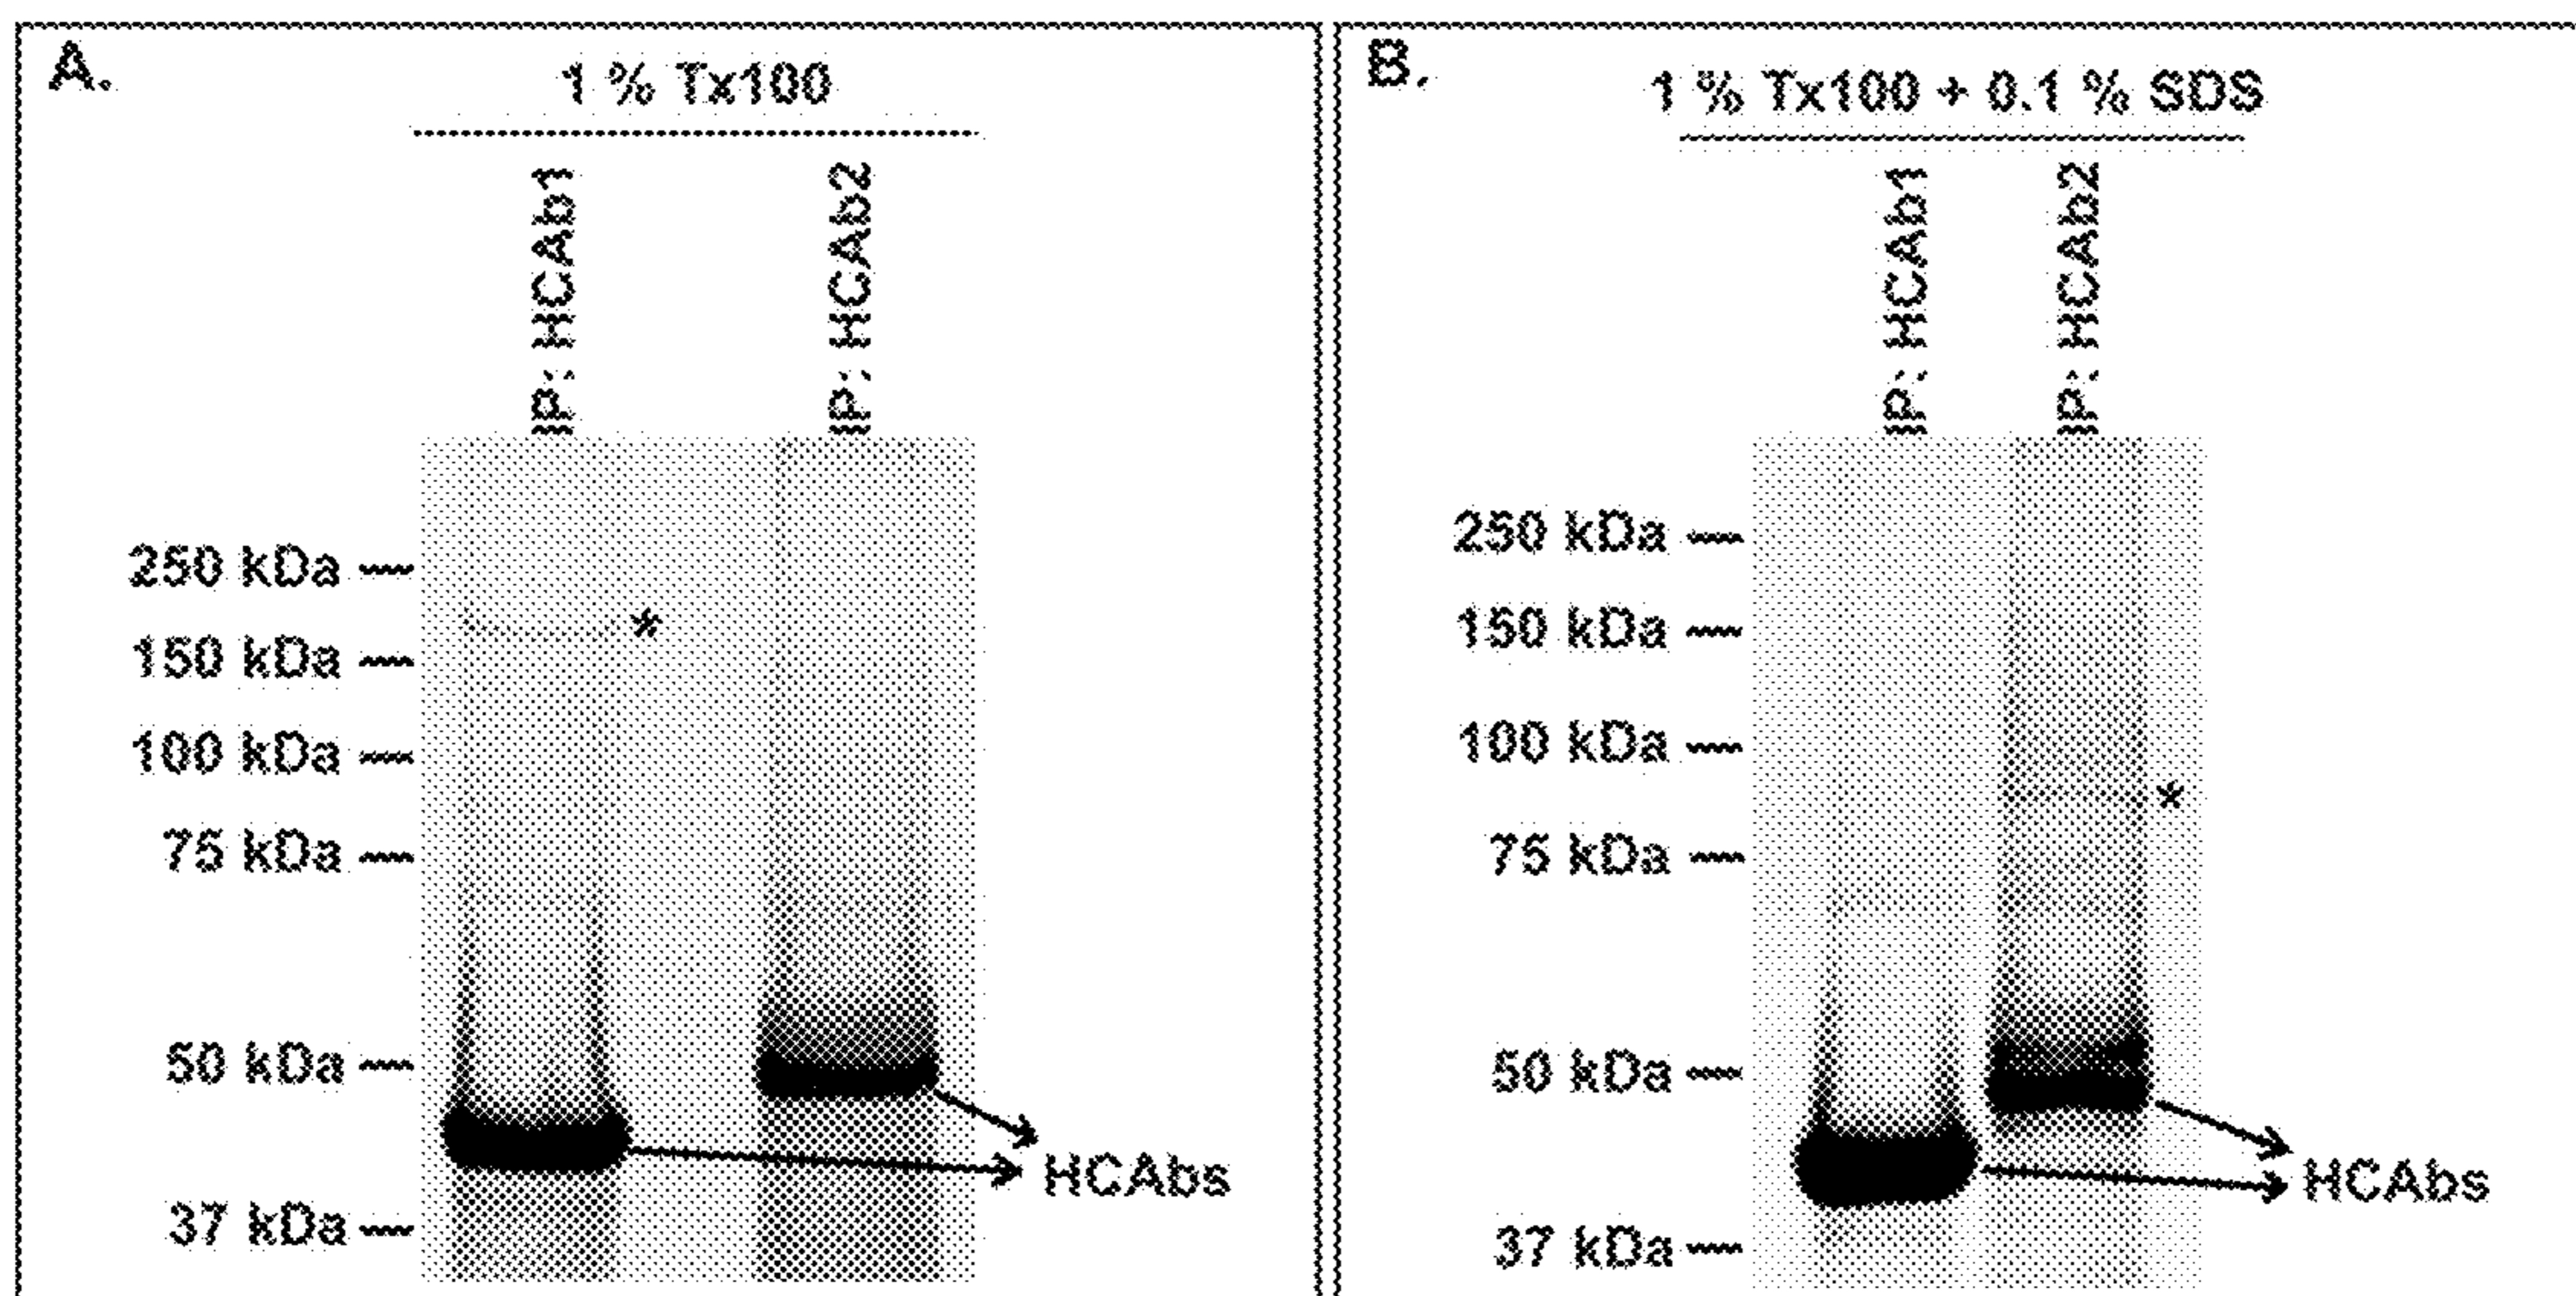 A.
1 % Tx100
IP: HCAb1
IP: HCAb2
250 kDa
*
150 kDa
100 kDa
75 kDa
50 kDa
37 kDa
HCAbs
B.
1 % Tx100 + 0.1 % SDS
IP: HCAb1
IP: HCAb2
250 kDa
150 kDa
100 kDa
*
75 kDa
50 kDa
HCAbs
37 kDa